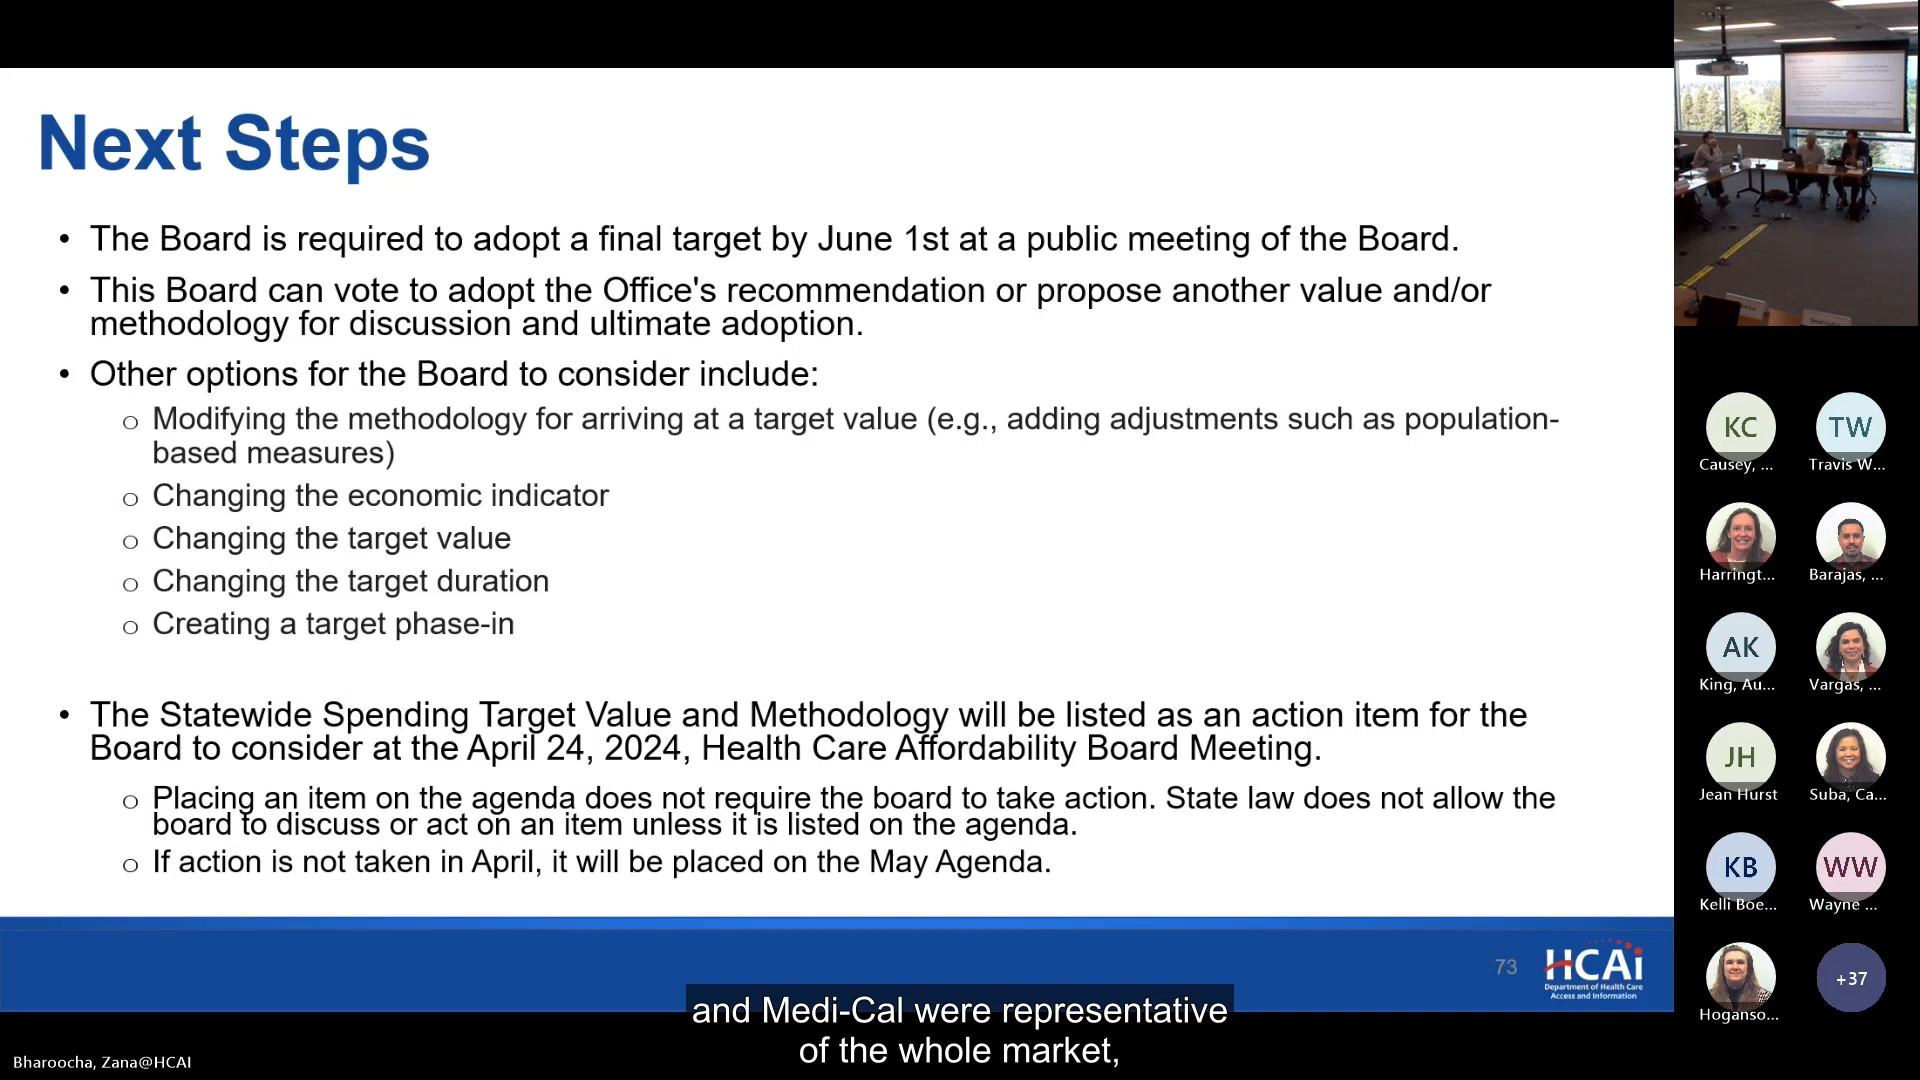 Next Steps
• The Board is required to adopt a final target by June 1st at a public meeting of the Board.
• This Board can vote to adopt the Office's recommendation or propose another value and/or
methodology for discussion and ultimate adoption.
• Other options for the Board to consider include:
o Modifying the methodology for arriving at a target value (e.g., adding adjustments such as population-
based measures)
o Changing the economic indicator
o Changing the target value
o Changing the target duration
o Creating a target phase-in
• The Statewide Spending Target Value and Methodology will be listed as an action item for the
Board to consider at the April 24, 2024, Health Care Affordability Board Meeting.
o Placing an item on the agenda does not require the board to take action. State law does not allow the
board to discuss or act on an item unless it is listed on the agenda.
o If action is not taken in April, it will be placed on the May Agenda.
73
HCAi
Department of Health Care
Access and Information
and Medi-Cal were representative
of the whole market,
Bharoocha, Zana@HCAI
KC
Causey, ...
TW
Travis W...
Harringt...
Barajas, ...
AK
King, Au...
Vargas, ...
JH
Jean Hurst
Suba, Ca...
KB
Kelli Boe...
WW
Wayne ...
Hoganso...
+37